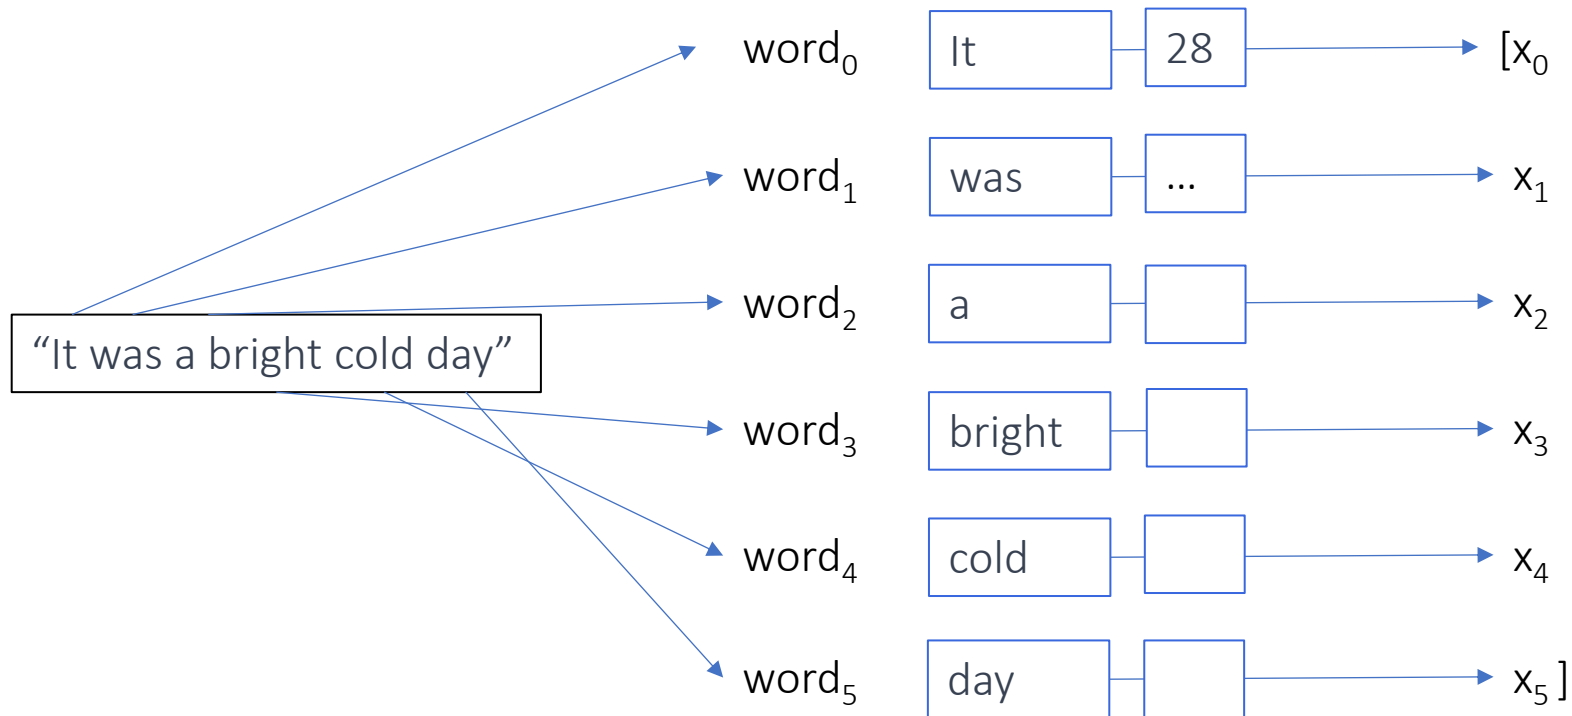 word₀ It 28 [x₀
word₁ was ... x₁
word₂ a x₂
“It was a bright cold day”
word₃ bright x₃
word₄ cold x₄
word₅ day x₅ ]